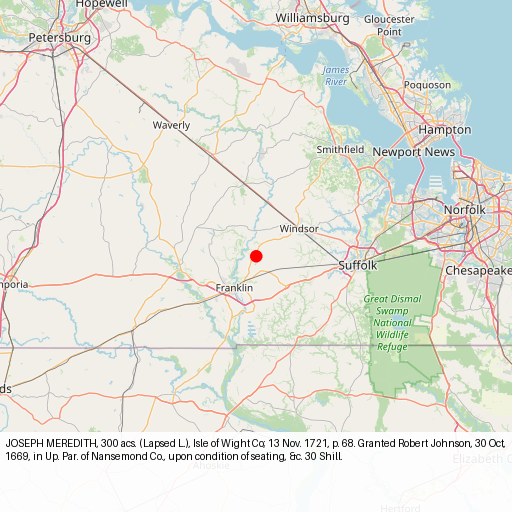 Hopewell
Petersburg
Williamsburg
Gloucester
Point
James
River
Poquoson
Waverly
Hampton
Smithfield
Newport News
Norfolk
Windsor
Suffolk
Chesapeake
mporia
Franklin
Great Dismal
Swamp
National
Wildlife
Refuge
ds
JOSEPH MEREDITH, 300 acs. (Lapsed L.), Isle of Wight Co; 13 Nov. 1721, p. 68. Granted Robert Johnson, 30 Oct,
1669, in Up. Par. of Nansemond Co., upon condition of seating, &c. 30 Shill.
Ahoskie
Elizabeth C
Hertford